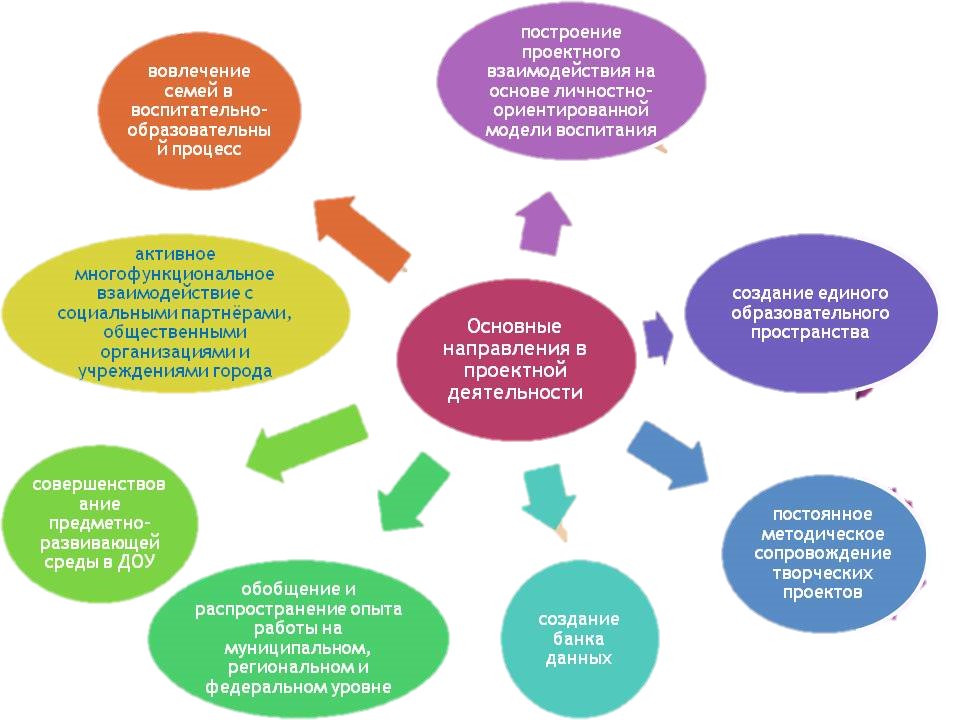 построение
проектного
взаимодействия на
основе личностно-
ориентированной
модели воспитания
вовлечение
семей в
воспитательно-
образовательны
й процесс
активное
многофункциональное
взаимодействие с
социальными партнёрами,
общественными
организациями и
учреждениями города
создание единого
образовательного
пространства
Основные
направления в
проектной
деятельности
совершенствов
ание
предметно-
развивающей
среды в ДОУ
постоянное
методическое
сопровождение
творческих
проектов
обобщение и
распространение опыта
работы на
муниципальном,
региональном и
федеральном уровне
создание
банка
данных